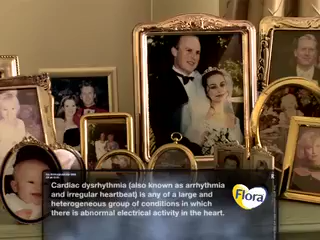 Cardiac dysrhythmia (also known as arrhythmia
and irregular heartbeat) is any of a large and
heterogeneous group of conditions in which
there is abnormal electrical activity in the heart.
Flora